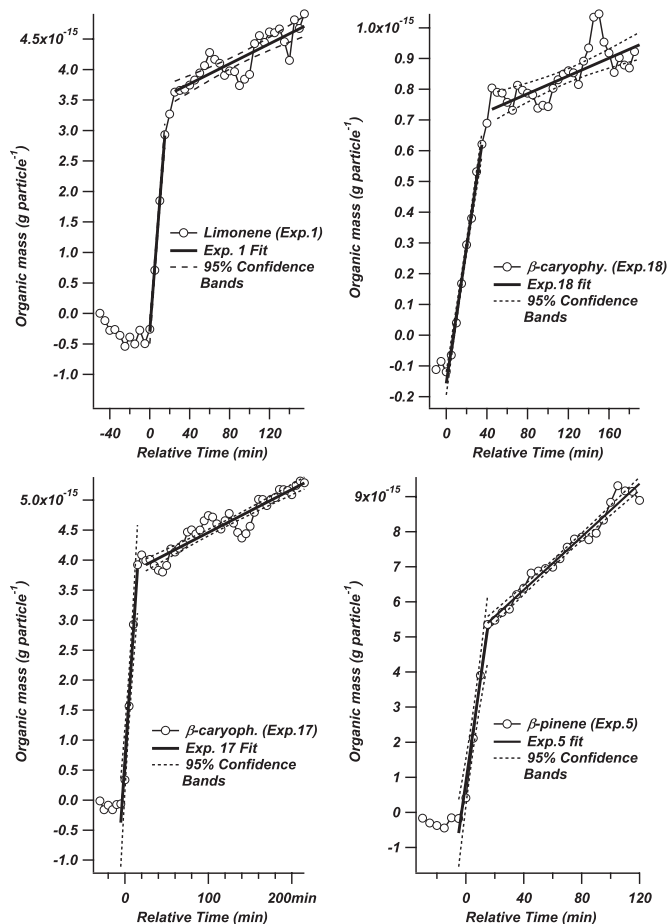 4.5x10-15
4.0
3.5
3.0
2.5
2.0
1.5
1.0
0.5
0.0
-0.5
-1.0
Organic mass (g particle-1)
Limonene (Exp.1)
Exp. 1 Fit
95% Confidence
Bands
-40 0 40 80 120
Relative Time (min)
1.0x10-15
0.9
0.8
0.7
0.6
0.5
0.4
0.3
0.2
0.1
0.0
-0.1
-0.2
Organic mass (g particle-1)
β-caryophy. (Exp.18)
Exp.18 fit
95% Confidence
Bands
0 40 80 120 160
Relative Time (min)
5.0x10-15
4.5
4.0
3.5
3.0
2.5
2.0
1.5
1.0
0.5
0.0
-0.5
-1.0
Organic mass (g particle-1)
β-caryoph. (Exp.17)
Exp. 17 Fit
95% Confidence
Bands
0 100 200min
Relative Time (min)
9x10-15
8
7
6
5
4
3
2
1
0
-1
Organic mass (g particle-1)
β-pinene (Exp.5)
Exp.5 fit
95% Confidence
Bands
0 40 80 120
Relative Time (min)